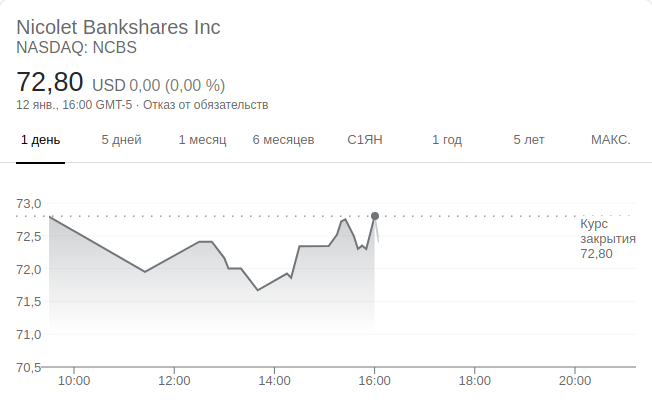 Nicolet Bankshares Inc
NASDAQ: NCBS
72,80 USD 0,00 (0,00 %)
12 янв., 16:00 GMT-5 · Отказ от обязательств
1 день 5 дней 1 месяц 6 месяцев С1ЯН 1 год 5 лет МАКС.
73,0
72,5
72,0
71,5
71,0
70,5
Курс
закрытия
72,80
10:00 12:00 14:00 16:00 18:00 20:00